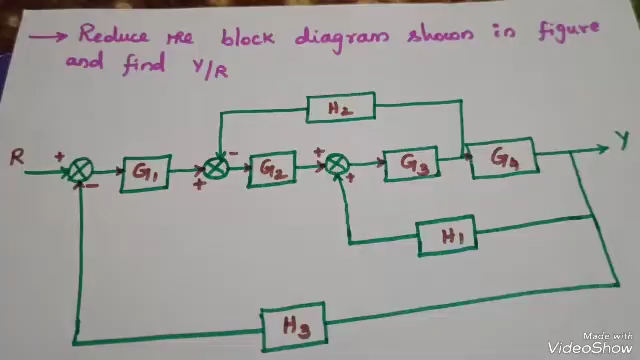 → Reduce the block diagram shown in figure
and find Y/R
H2
R + - G1 + - G2 + + G3 G4 Y
H1
H3
Made with
VideoShow